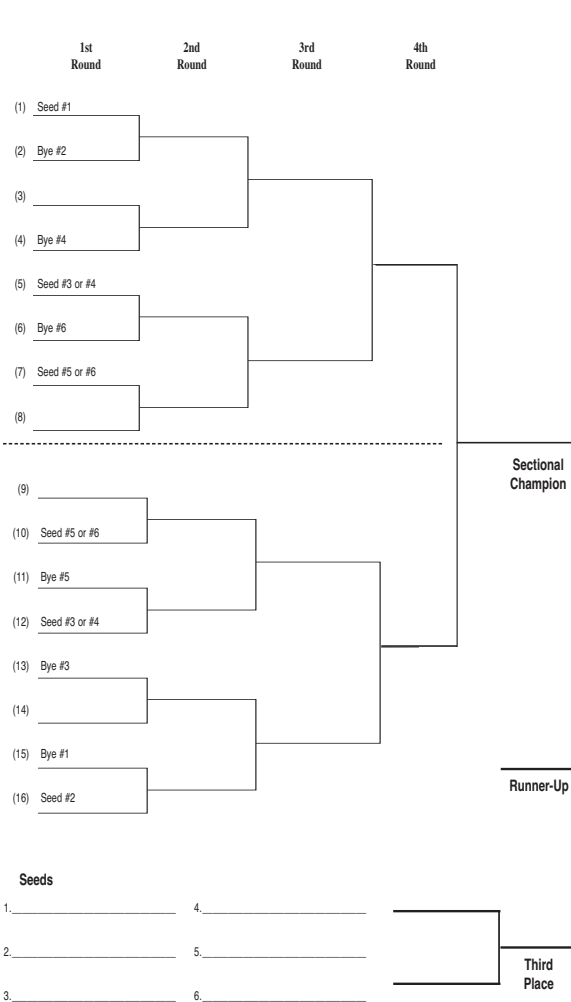 1st 2nd 3rd 4th
Round Round Round Round
(1) Seed #1
(2) Bye #2
(3)
(4) Bye #4
(5) Seed #3 or #4
(6) Bye #6
(7) Seed #5 or #6
(8)
Sectional
Champion
(9)
(10) Seed #5 or #6
(11) Bye #5
(12) Seed #3 or #4
(13) Bye #3
(14)
(15) Bye #1
(16) Seed #2
Runner-Up
Seeds
1. 4.
2. 5.
Third
Place
3. 6.